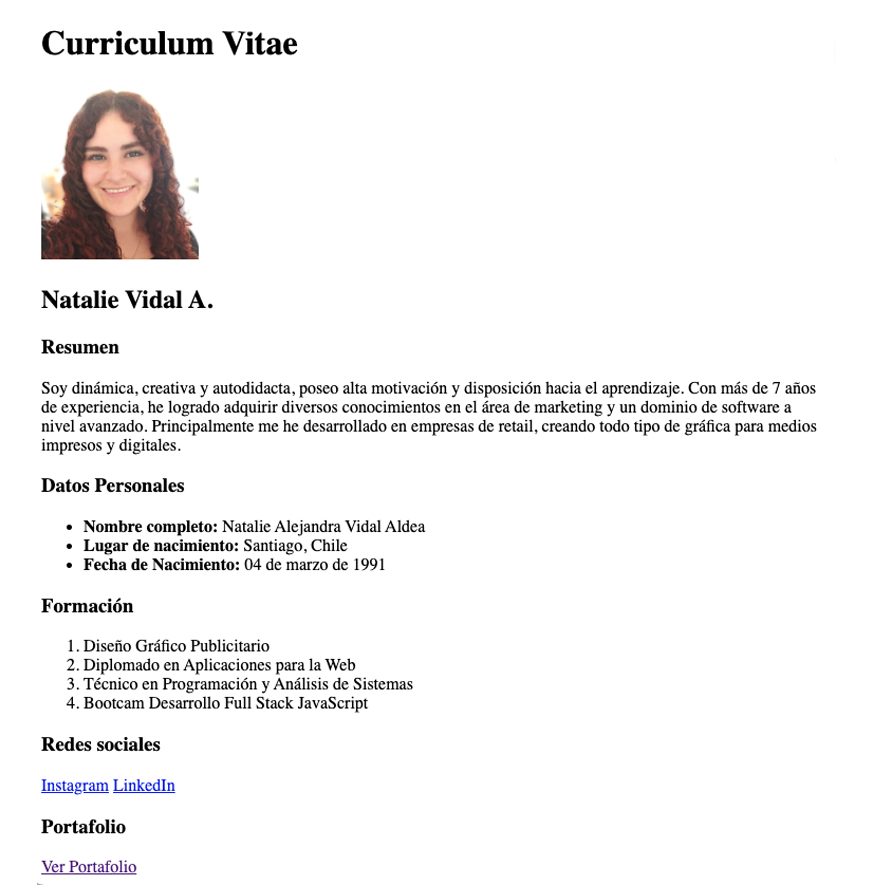 Curriculum Vitae
Natalie Vidal A.
Resumen
Soy dinámica, creativa y autodidacta, poseo alta motivación y disposición hacia el aprendizaje. Con más de 7 años
de experiencia, he logrado adquirir diversos conocimientos en el área de marketing y un dominio de software a
nivel avanzado. Principalmente me he desarrollado en empresas de retail, creando todo tipo de gráfica para medios
impresos y digitales.
Datos Personales
• Nombre completo: Natalie Alejandra Vidal Aldea
• Lugar de nacimiento: Santiago, Chile
• Fecha de Nacimiento: 04 de marzo de 1991
Formación
1. Diseño Gráfico Publicitario
2. Diplomado en Aplicaciones para la Web
3. Técnico en Programación y Análisis de Sistemas
4. Bootcam Desarrollo Full Stack JavaScript
Redes sociales
Instagram LinkedIn
Portafolio
Ver Portafolio